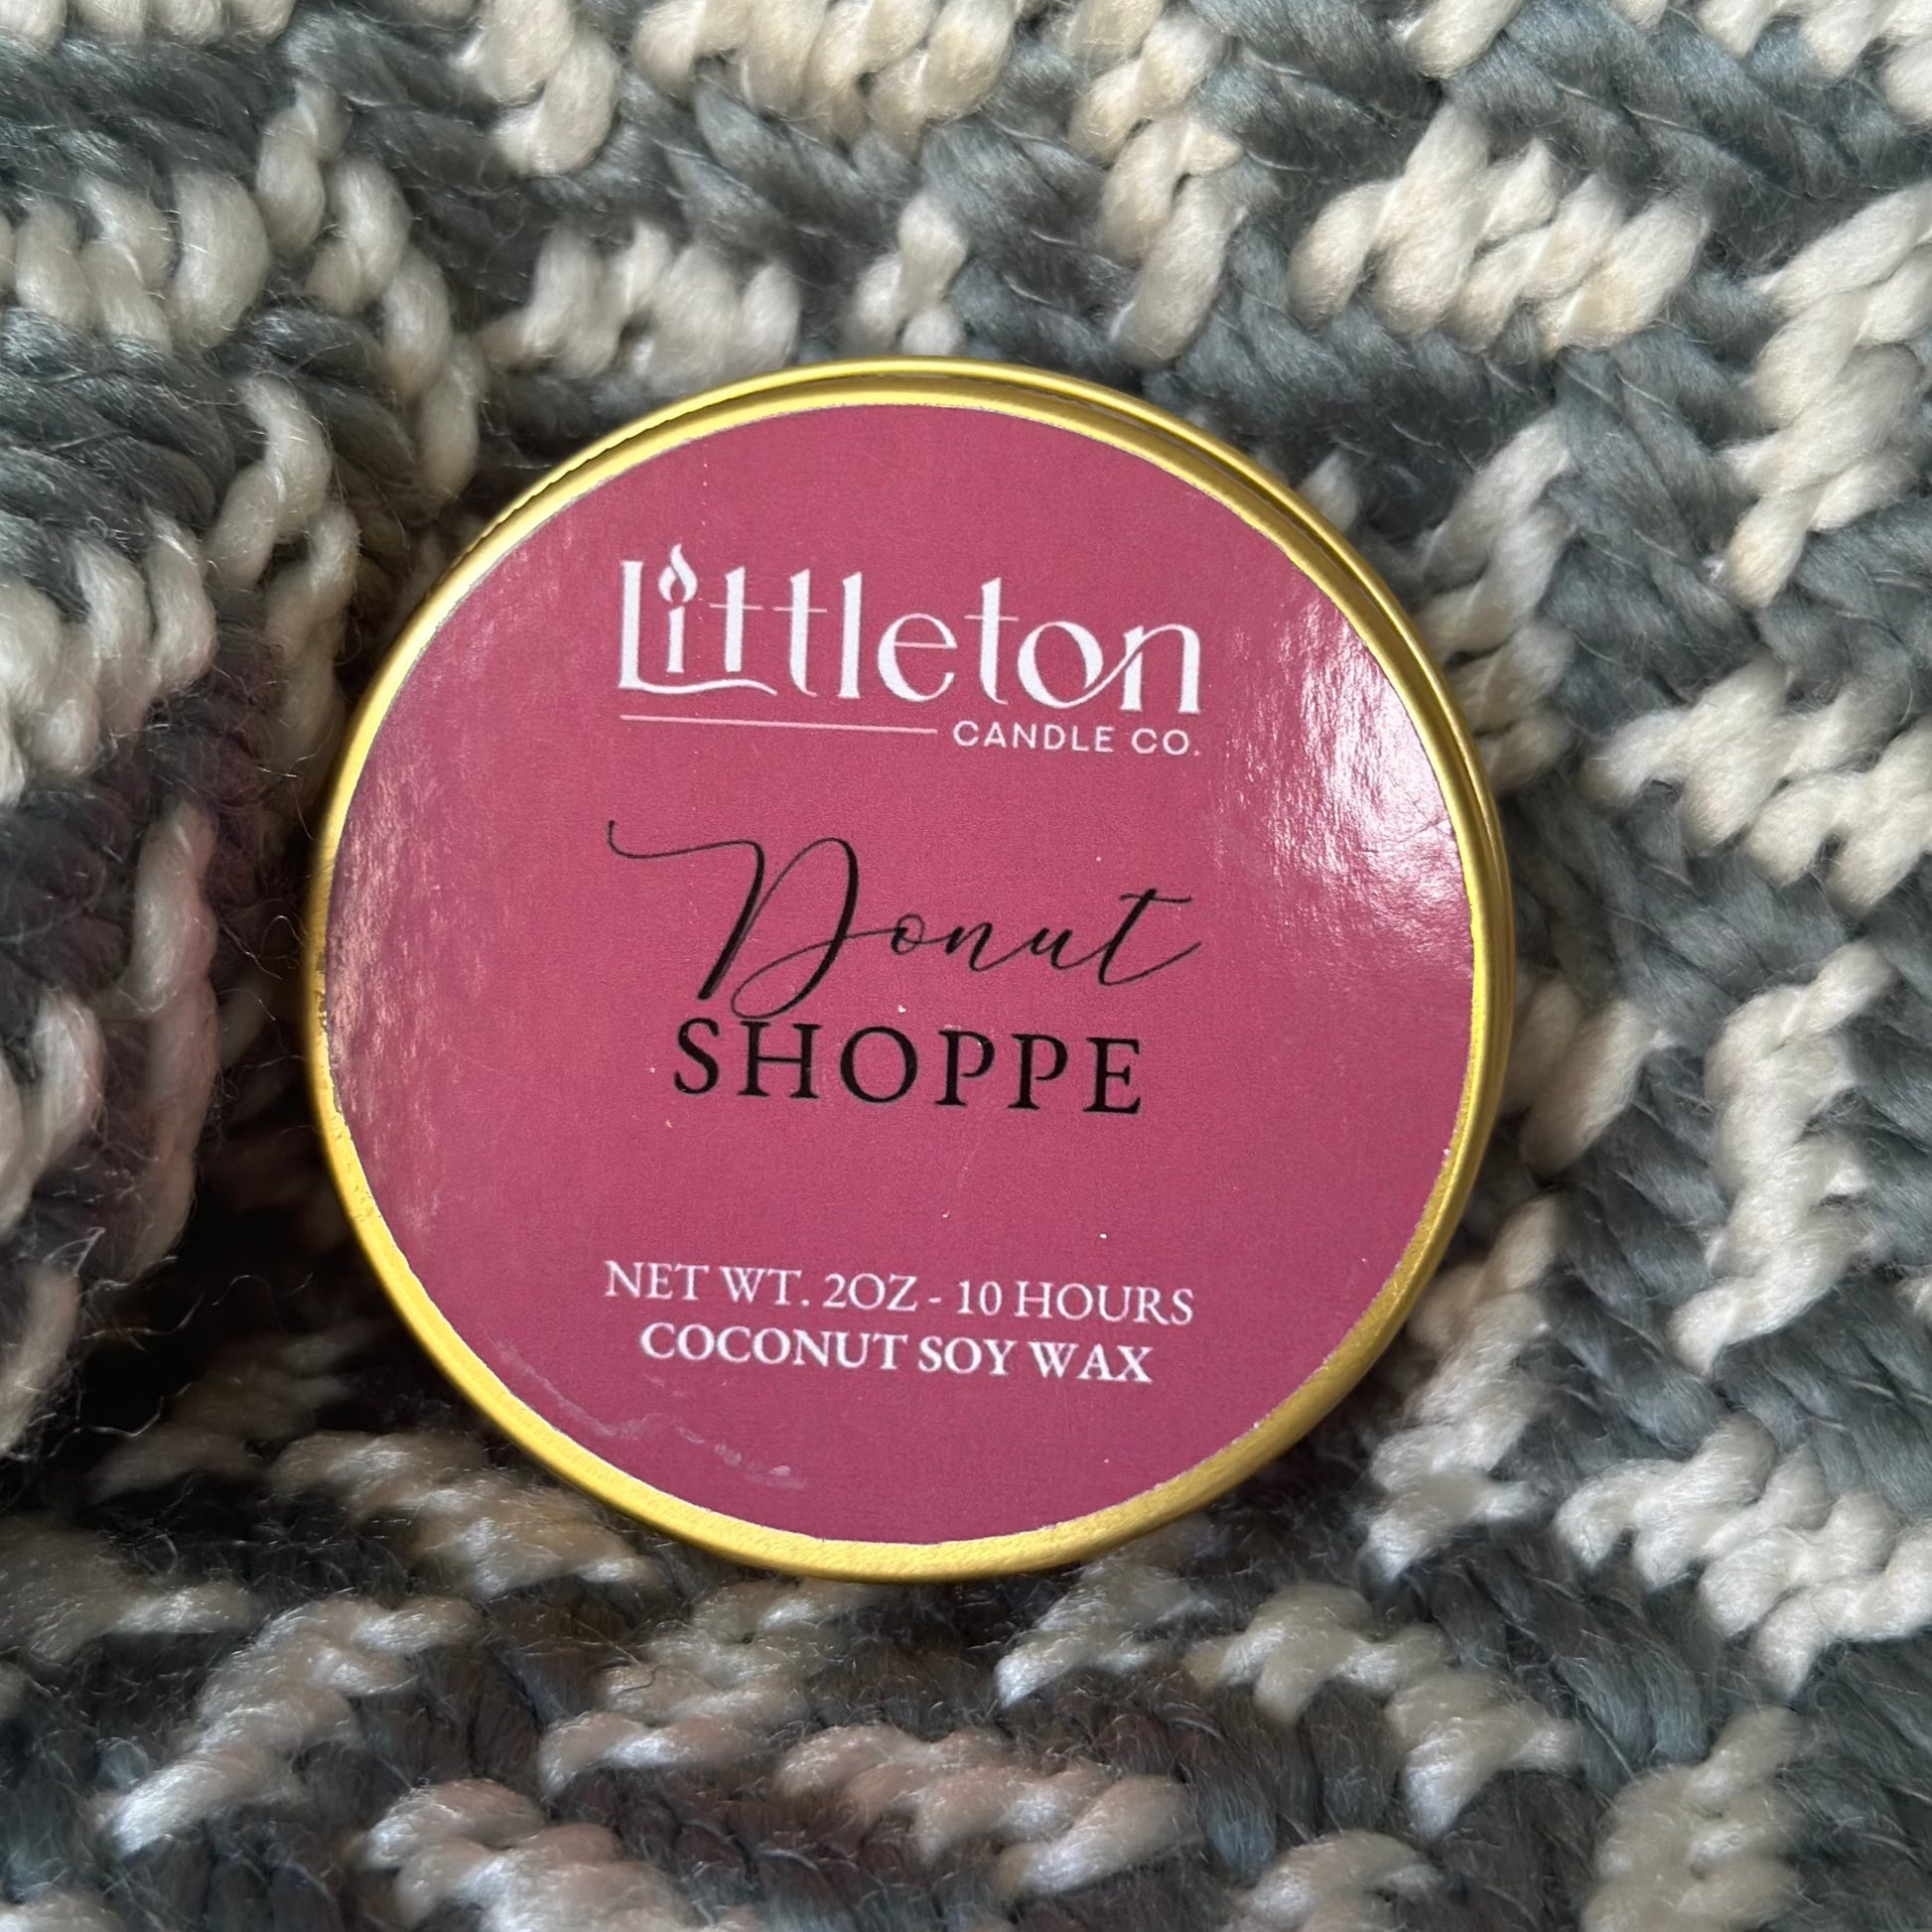 Littleton
CANDLE CO.
Donut
SHOPPE
NET WT. 2OZ - 10 HOURS
COCONUT SOY WAX